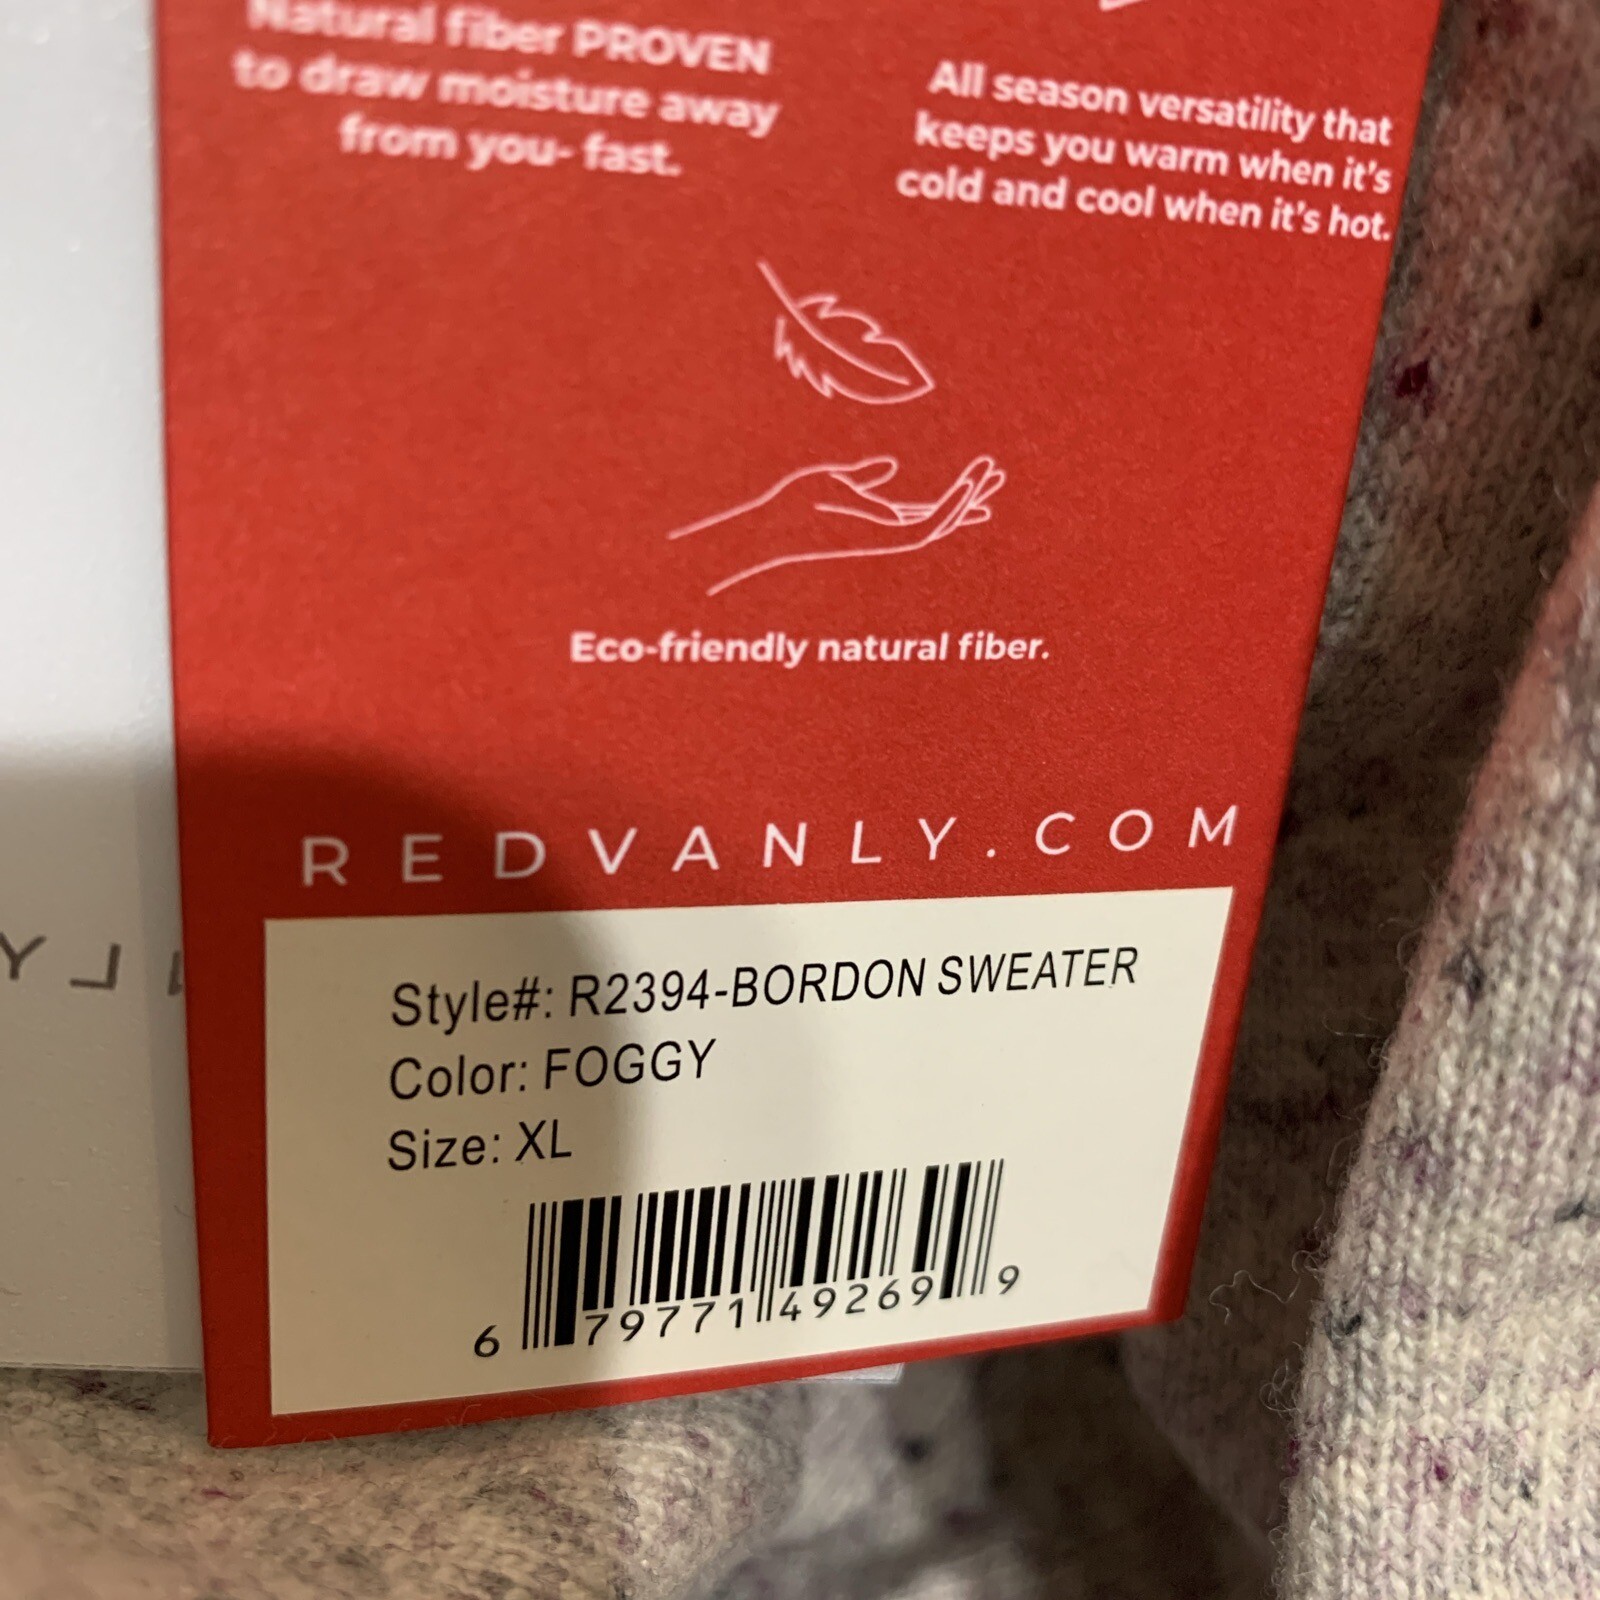 Natural fiber PROVEN
to draw moisture away
from you- fast.
All season versatility that
keeps you warm when it's
cold and cool when it's hot.
Eco-friendly natural fiber.
REDVANLY.COM
LY
Style#: R2394-BORDON SWEATER
Color: FOGGY
Size: XL
6 79771 49269 9